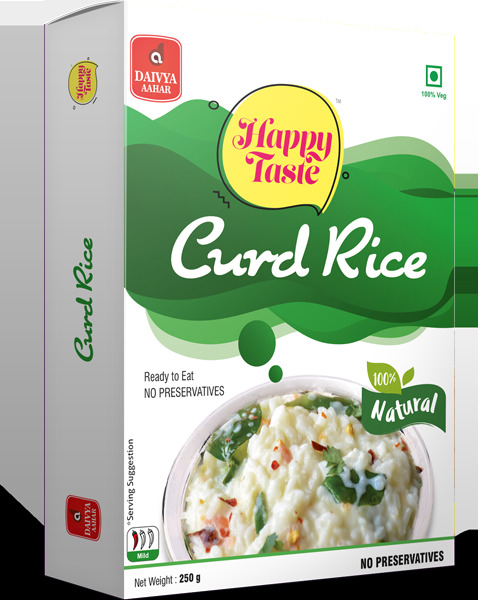 DAIVYA
AAHAR
100% Veg
Happy
Taste
TM
Curd Rice
Ready to Eat
NO PRESERVATIVES
100%
Natural
*Serving Suggestion
Mild
Net Weight : 250 g
NO PRESERVATIVES
Happy
Taste
Curd Rice
DAIVYA
AAHAR